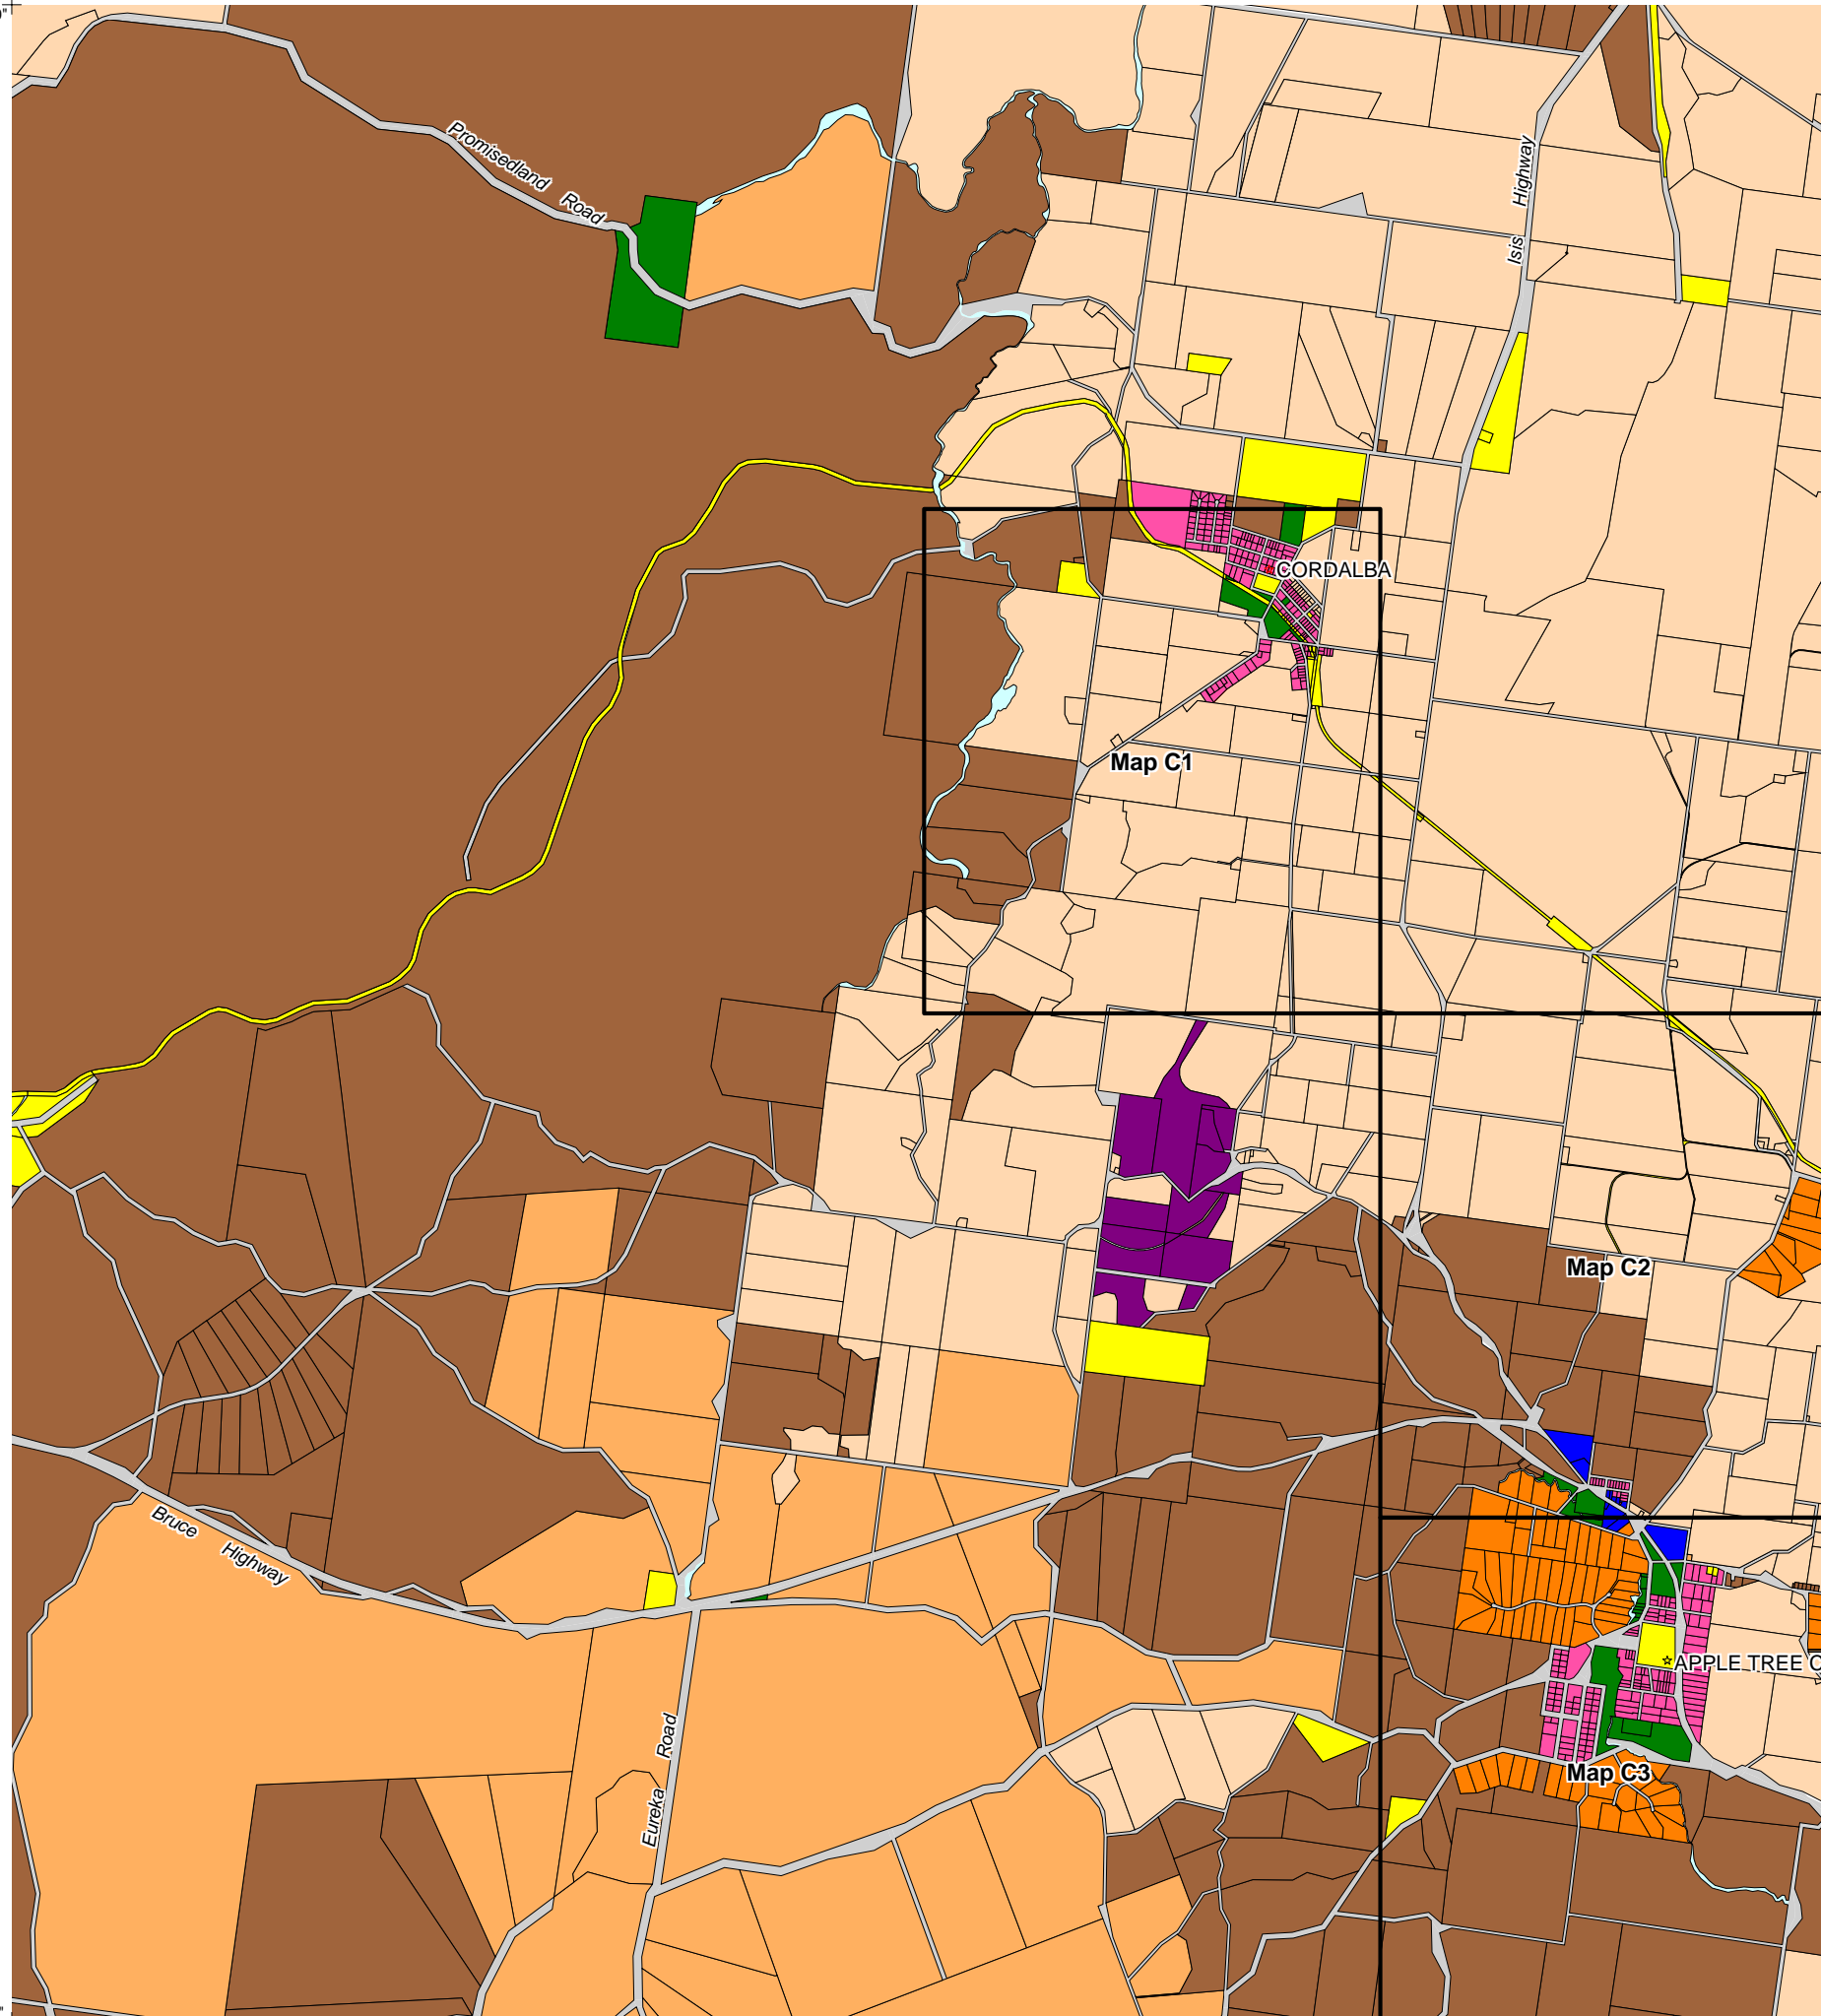 Promisedland Road
Isis Highway
CORDALBA
Map C1
Map C2
Bruce Highway
APPLE TREE C
Eureka Road
Map C3